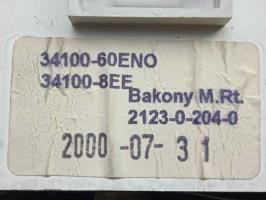 34100-60ENO
34100-8EE
Bakony M.Rt.
2123-0-204-0
2000 -07- 3 1